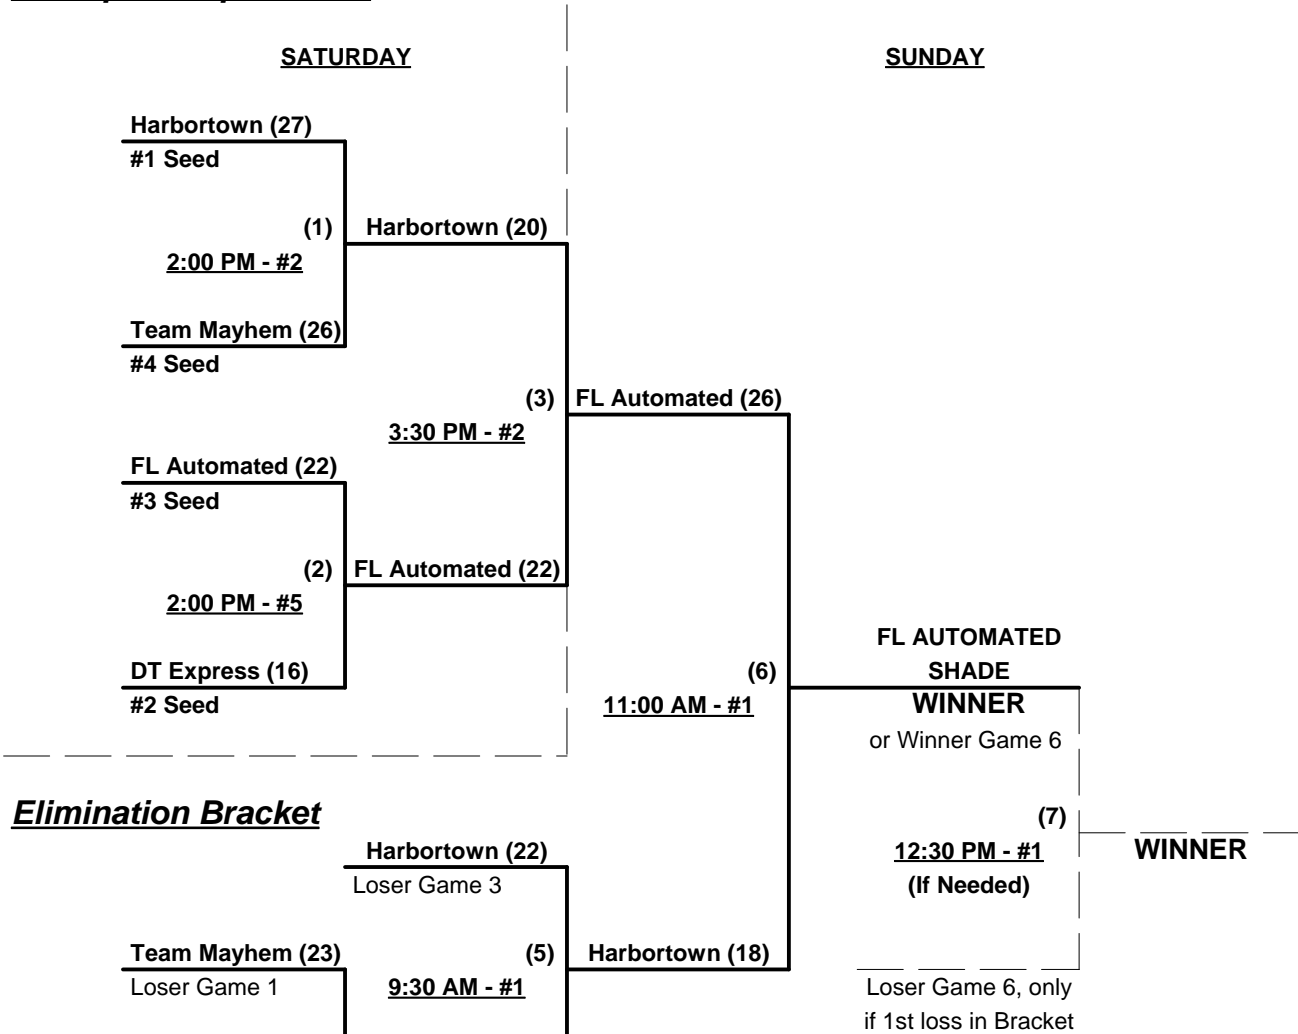 SATURDAY
SUNDAY
Harbortown (27)
#1 Seed
(1)
Harbortown (20)
2:00 PM - #2
Team Mayhem (26)
#4 Seed
(3)
FL Automated (26)
3:30 PM - #2
FL Automated (22)
#3 Seed
(2)
FL Automated (22)
2:00 PM - #5
FL AUTOMATED
SHADE
DT Express (16)
(6)
#2 Seed
11:00 AM - #1
WINNER
or Winner Game 6
Elimination Bracket
(7)
Harbortown (22)
12:30 PM - #1
WINNER
Loser Game 3
(If Needed)
Team Mayhem (23)
(5)
Harbortown (18)
Loser Game 1
9:30 AM - #1
Loser Game 6, only
if 1st loss in Bracket